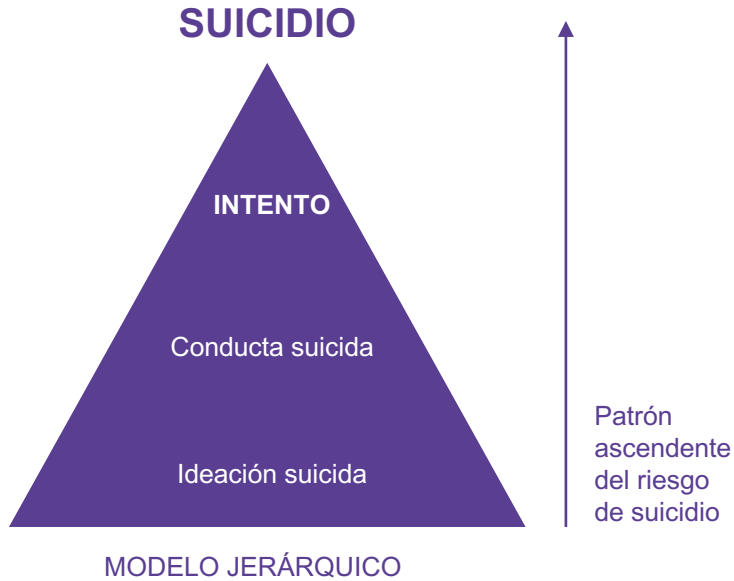 SUICIDIO
INTENTO
Conducta suicida
Ideación suicida
Patrón
ascendente
del riesgo
de suicidio
MODELO JERÁRQUICO